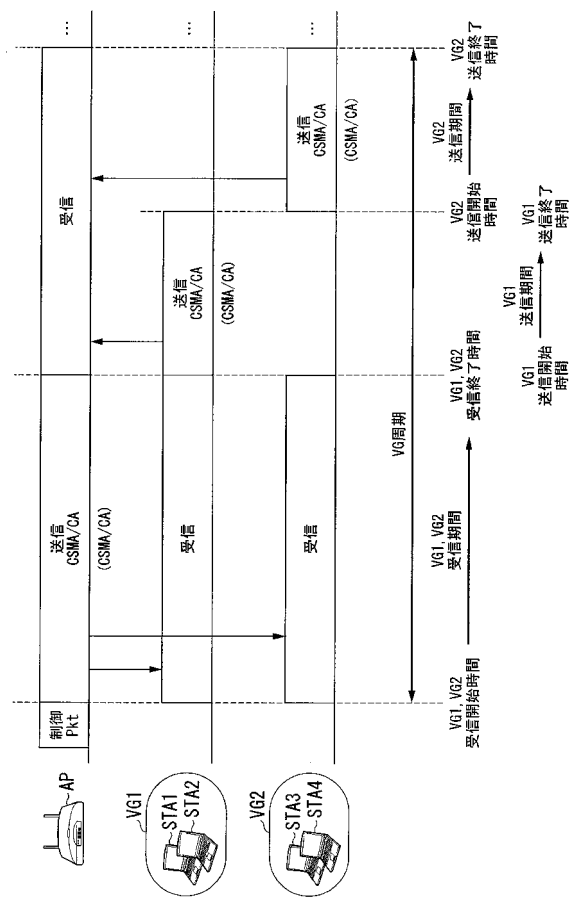 AP
制御
Pkt
送信
CSMA/CA
(CSMA/CA)
受信
...
VG1
STA1
STA2
受信
送信
CSMA/CA
(CSMA/CA)
...
VG2
STA3
STA4
受信
送信
CSMA/CA
(CSMA/CA)
...
VG周期
VG1, VG2
受信開始時間
VG1, VG2
受信期間
VG1, VG2
受信終了時間
VG2
送信開始
時間
VG2
送信期間
VG2
送信終了
時間
VG1
送信開始
時間
VG1
送信期間
VG1
送信終了
時間